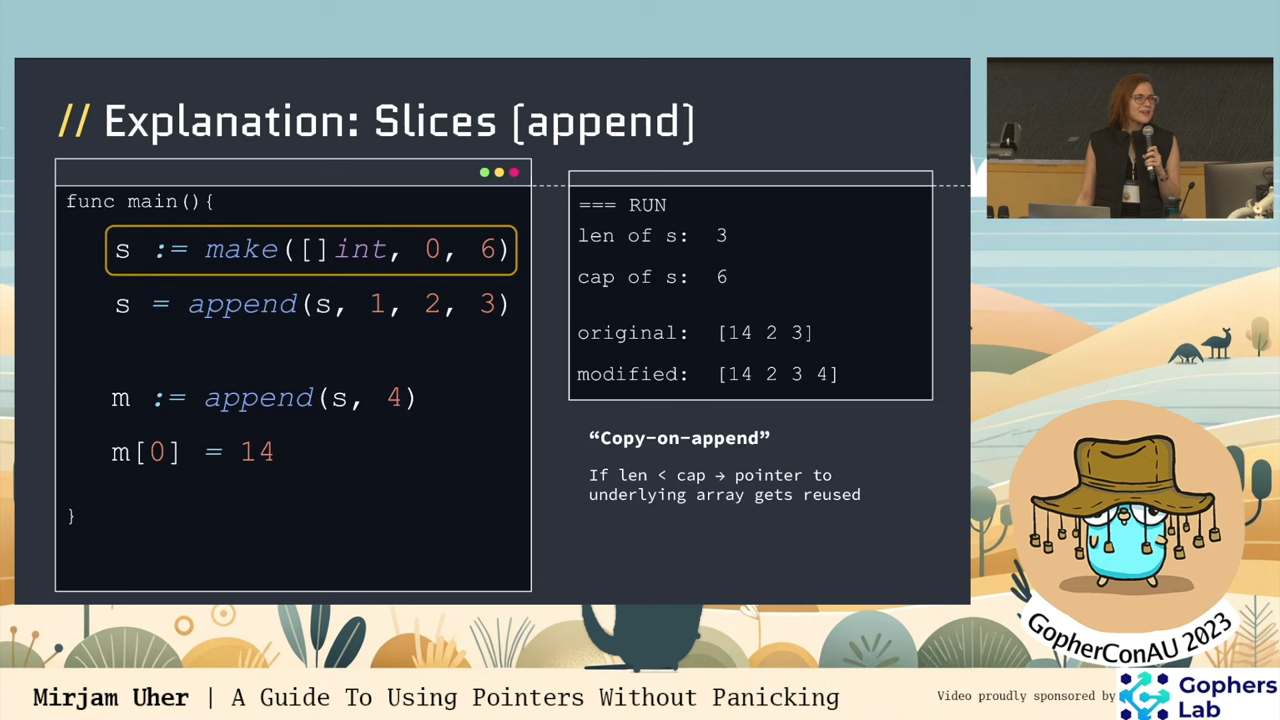 // Explanation: Slices (append)
func main(){
s := make([]int, 0, 6)
s = append(s, 1, 2, 3)
m := append(s, 4)
m[0] = 14
}
=== RUN
len of s: 3
cap of s: 6
original: [14 2 3]
modified: [14 2 3 4]
“Copy-on-append”
If len < cap → pointer to
underlying array gets reused
GopherConAU 2023
Mirjam Uher | A Guide To Using Pointers Without Panicking
Video proudly sponsored by
Gophers
Lab